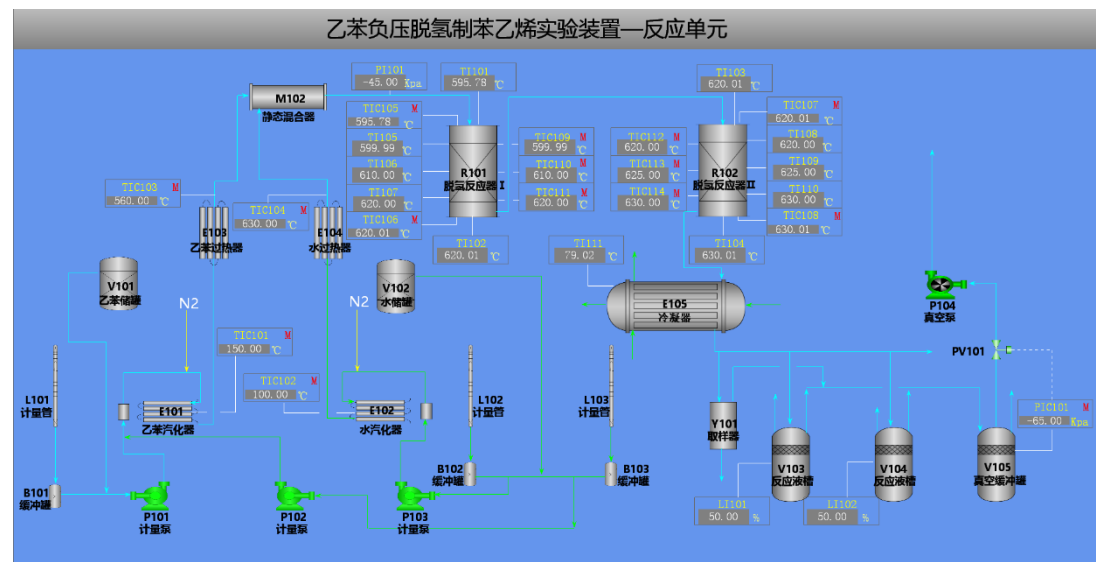 乙苯负压脱氢制苯乙烯实验装置—反应单元
PI101
-45.00 Kpa
TI101
595.78 ℃
TI103
620.01 ℃
M102
静态混合器
TIC105 M
595.78 ℃
TI105
599.99 ℃
TI106
610.00 ℃
TI107
620.00 ℃
TIC106 M
620.01 ℃
R101
脱氢反应器Ⅰ
TIC109 M
599.99 ℃
TIC110 M
610.00 ℃
TIC111 M
620.00 ℃
TI102
620.01 ℃
TIC112 M
620.00 ℃
TIC113 M
625.00 ℃
TIC114 M
630.00 ℃
R102
脱氢反应器Ⅱ
TIC107 M
620.01 ℃
TI108
620.00 ℃
TI109
625.00 ℃
TI110
630.00 ℃
TIC108 M
630.01 ℃
TI104
630.01 ℃
TIC103 M
560.00 ℃
TIC104 M
630.00 ℃
E103
乙苯过热器
E104
水过热器
TI111
79.02 ℃
V101
乙苯储罐
V102
水储罐
E105
冷凝器
P104
真空泵
N2
N2
PV101
TIC101 M
150.00 ℃
TIC102 M
100.00 ℃
L101
计量管
E101
乙苯汽化器
E102
水汽化器
L102
计量管
L103
计量管
PIC101 M
-65.00 Kpa
Y101
取样器
V103
反应液槽
V104
反应液槽
V105
真空缓冲罐
B101
缓冲罐
B102
缓冲罐
B103
缓冲罐
P101
计量泵
P102
计量泵
P103
计量泵
LI101
50.00 %
LI102
50.00 %